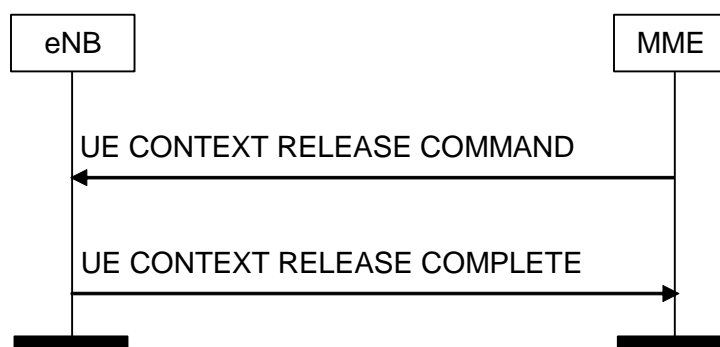 eNB
MME
UE CONTEXT RELEASE COMMAND
UE CONTEXT RELEASE COMPLETE